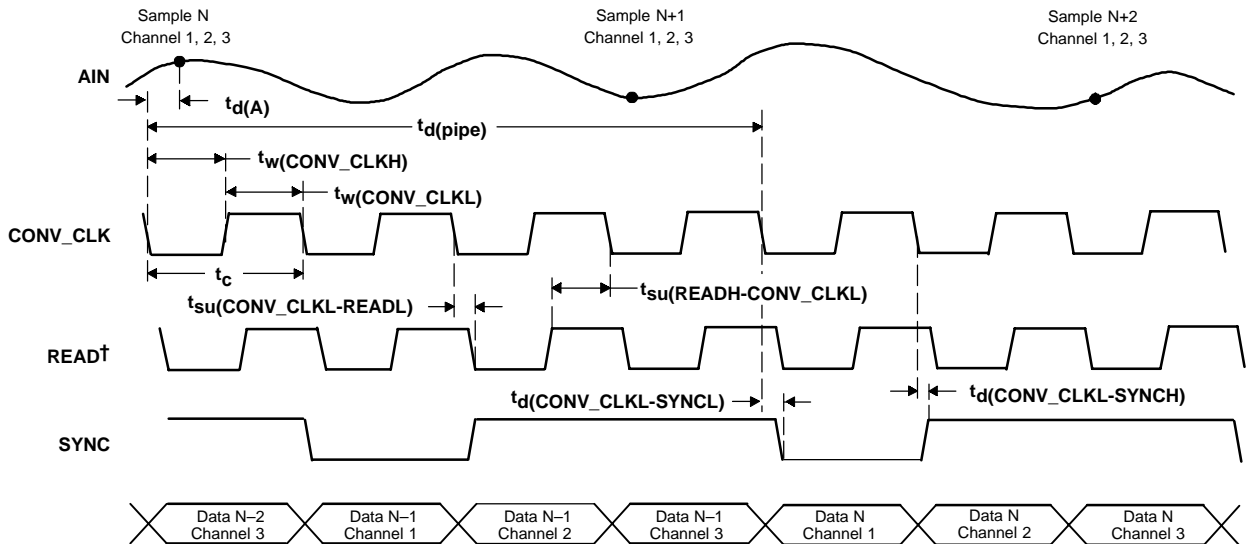 Sample N
Channel 1, 2, 3
Sample N+1
Channel 1, 2, 3
Sample N+2
Channel 1, 2, 3
AIN
td(A)
td(pipe)
tw(CONV_CLKH)
tw(CONV_CLKL)
CONV_CLK
tc
tsu(CONV_CLKL-READL)
tsu(READH-CONV_CLKL)
READ†
td(CONV_CLKL-SYNCL)
td(CONV_CLKL-SYNCH)
SYNC
Data N–2
Channel 3
Data N–1
Channel 1
Data N–1
Channel 2
Data N–1
Channel 3
Data N
Channel 1
Data N
Channel 2
Data N
Channel 3